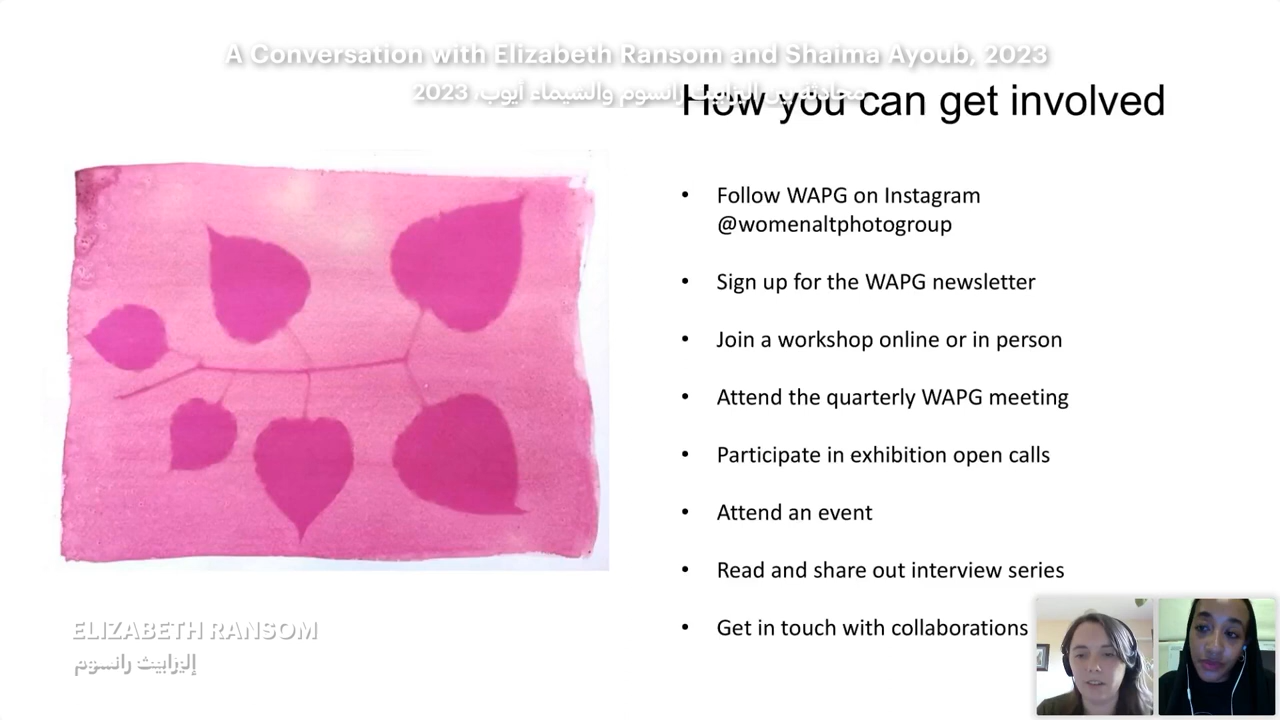 A Conversation with Elizabeth Ransom and Shaima Ayoub, 2023
محادثة بين إليزابيث رانسوم والشيماء أيوب، 2023
How you can get involved
• Follow WAPG on Instagram
@womenaltphotogroup
• Sign up for the WAPG newsletter
• Join a workshop online or in person
• Attend the quarterly WAPG meeting
• Participate in exhibition open calls
• Attend an event
• Read and share out interview series
• Get in touch with collaborations
ELIZABETH RANSOM
إليزابيث رانسوم